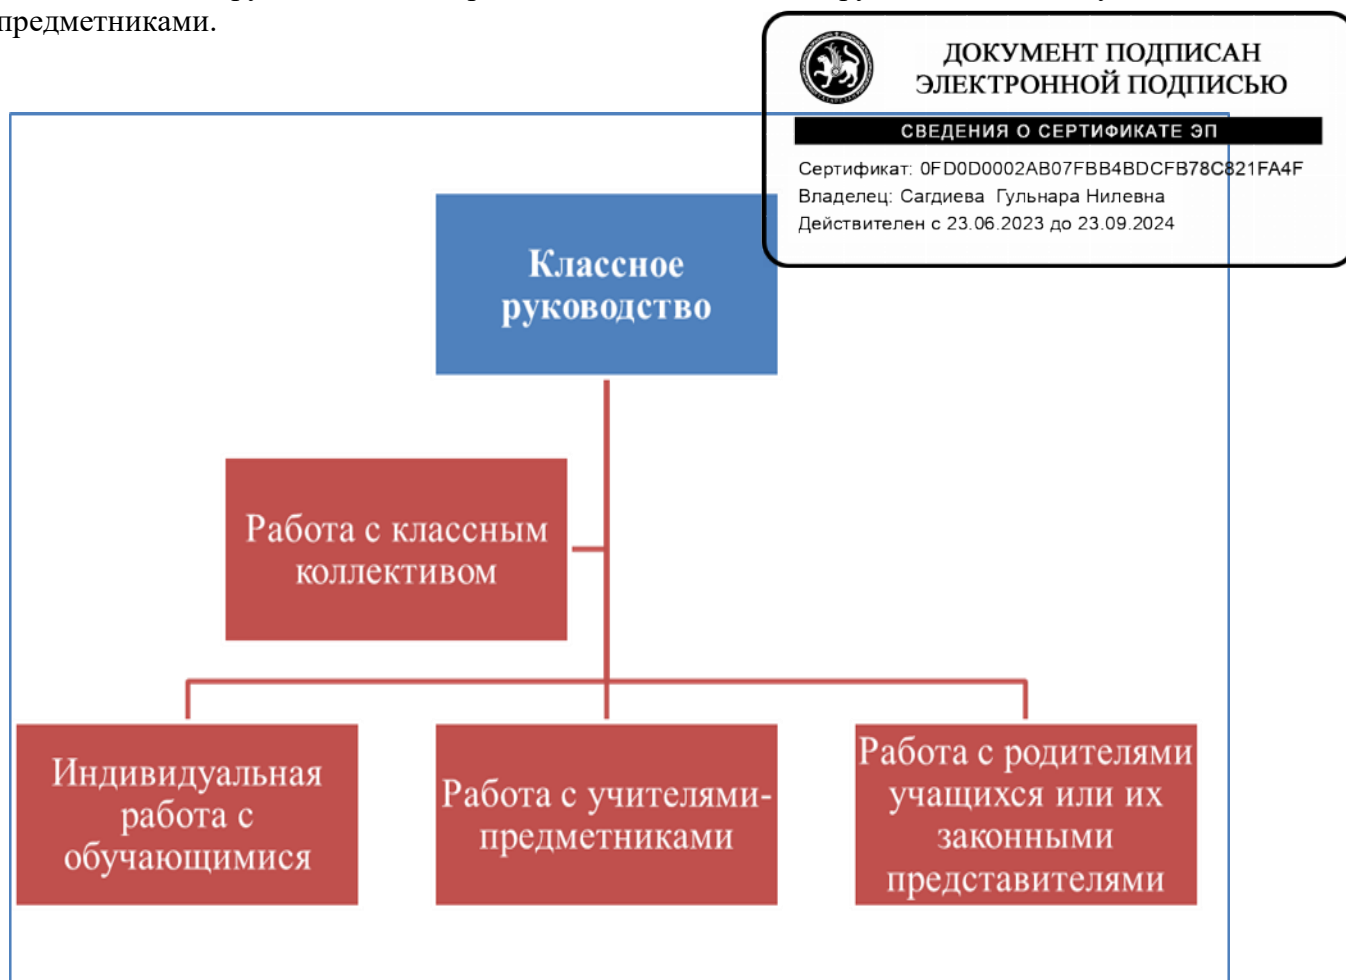 предметниками.
ДОКУМЕНТ ПОДПИСАН
ЭЛЕКТРОННОЙ ПОДПИСЬЮ
СВЕДЕНИЯ О СЕРТИФИКАТЕ ЭП
Сертификат: 0FD0D0002AB07FBB4BDCFB78C821FA4F
Владелец: Сагдиева Гульнара Нилевна
Действителен с 23.06.2023 до 23.09.2024
Классное
руководство
Работа с классным
коллективом
Индивидуальная
работа с
обучающимися
Работа с учителями-
предметниками
Работа с родителями
учащихся или их
законными
представителями